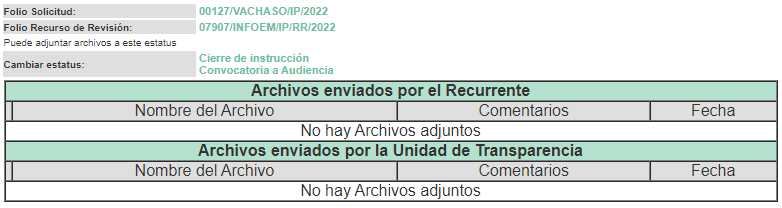 Folio Solicitud: 00127/VACHASO/IP/2022
Folio Recurso de Revisión: 07907/INFOEM/IP/RR/2022
Puede adjuntar archivos a este estatus
Cambiar estatus: Cierre de instrucción
Convocatoria a Audiencia
Archivos enviados por el Recurrente
Nombre del Archivo Comentarios Fecha
No hay Archivos adjuntos
Archivos enviados por la Unidad de Transparencia
Nombre del Archivo Comentarios Fecha
No hay Archivos adjuntos